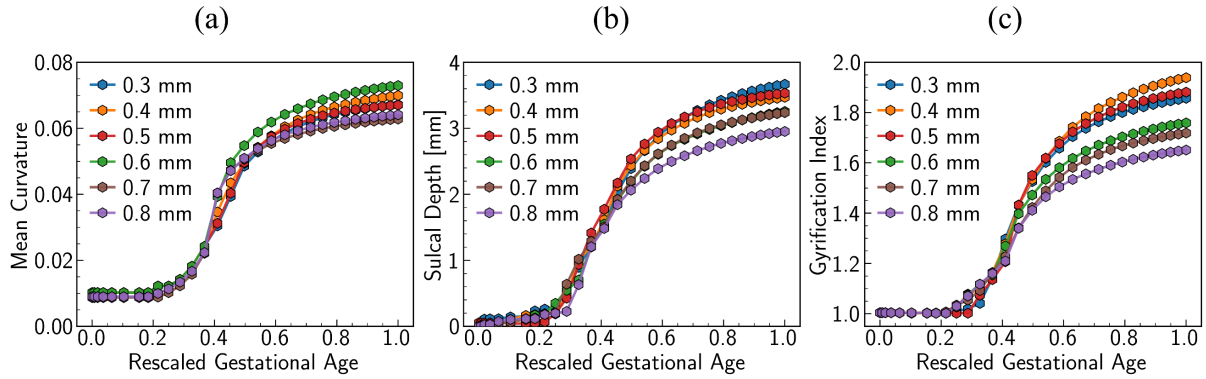 (a)
0.08
0.06
0.04
0.02
0.00
Mean Curvature
0.3 mm
0.4 mm
0.5 mm
0.6 mm
0.7 mm
0.8 mm
0.0 0.2 0.4 0.6 0.8 1.0
Rescaled Gestational Age
(b)
4
3
2
1
0
Sulcal Depth [mm]
0.3 mm
0.4 mm
0.5 mm
0.6 mm
0.7 mm
0.8 mm
0.0 0.2 0.4 0.6 0.8 1.0
Rescaled Gestational Age
(c)
2.0
1.8
1.6
1.4
1.2
1.0
Gyrification Index
0.3 mm
0.4 mm
0.5 mm
0.6 mm
0.7 mm
0.8 mm
0.0 0.2 0.4 0.6 0.8 1.0
Rescaled Gestational Age